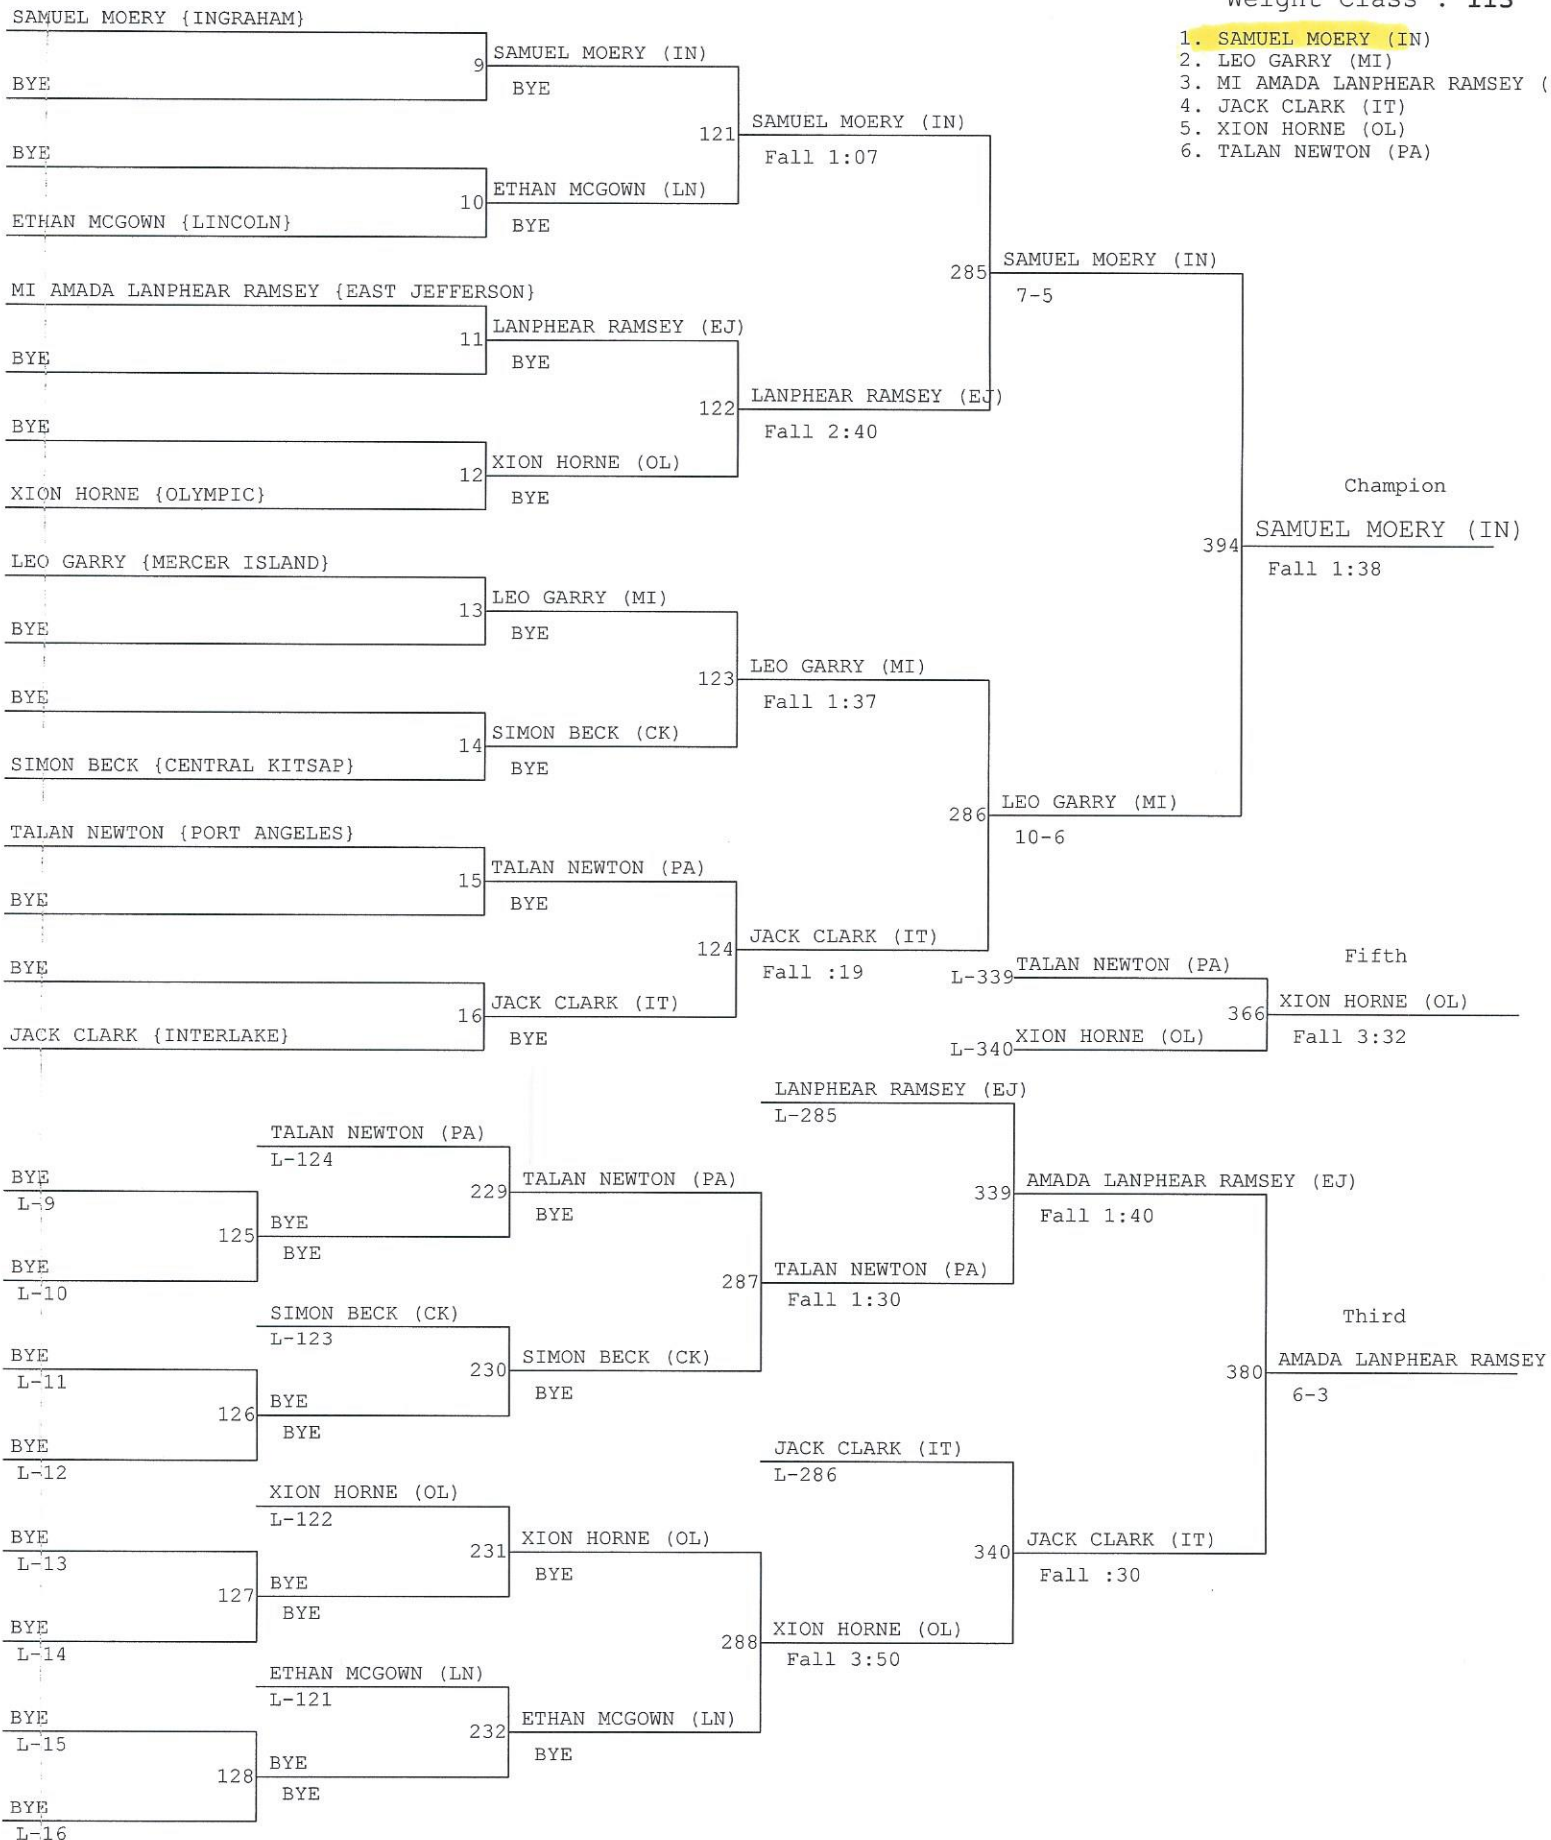 Weight Class : 113
1. SAMUEL MOERY (IN)
2. LEO GARRY (MI)
3. MI AMADA LANPHEAR RAMSEY (
4. JACK CLARK (IT)
5. XION HORNE (OL)
6. TALAN NEWTON (PA)
SAMUEL MOERY {INGRAHAM}
9 SAMUEL MOERY (IN)
BYE
BYE
121 SAMUEL MOERY (IN)
Fall 1:07
BYE
10 ETHAN MCGOWN (LN)
BYE
ETHAN MCGOWN {LINCOLN}
285 SAMUEL MOERY (IN)
7-5
MI AMADA LANPHEAR RAMSEY {EAST JEFFERSON}
11 LANPHEAR RAMSEY (EJ)
BYE
BYE
122 LANPHEAR RAMSEY (EJ)
Fall 2:40
BYE
12 XION HORNE (OL)
BYE
XION HORNE {OLYMPIC}
Champion
394 SAMUEL MOERY (IN)
Fall 1:38
LEO GARRY {MERCER ISLAND}
13 LEO GARRY (MI)
BYE
BYE
123 LEO GARRY (MI)
Fall 1:37
BYE
14 SIMON BECK (CK)
BYE
SIMON BECK {CENTRAL KITSAP}
286 LEO GARRY (MI)
10-6
TALAN NEWTON {PORT ANGELES}
15 TALAN NEWTON (PA)
BYE
BYE
124 JACK CLARK (IT)
Fall :19
BYE
16 JACK CLARK (IT)
BYE
JACK CLARK {INTERLAKE}
Fifth
L-339 TALAN NEWTON (PA)
366 XION HORNE (OL)
Fall 3:32
L-340 XION HORNE (OL)
LANPHEAR RAMSEY (EJ)
L-285
TALAN NEWTON (PA)
L-124
BYE
L-9
229 TALAN NEWTON (PA)
BYE
339 AMADA LANPHEAR RAMSEY (EJ)
Fall 1:40
125 BYE
BYE
BYE
L-10
287 TALAN NEWTON (PA)
Fall 1:30
SIMON BECK (CK)
L-123
Third
BYE
L-11
230 SIMON BECK (CK)
BYE
380 AMADA LANPHEAR RAMSEY
6-3
126 BYE
BYE
BYE
L-12
JACK CLARK (IT)
L-286
XION HORNE (OL)
L-122
BYE
L-13
231 XION HORNE (OL)
BYE
340 JACK CLARK (IT)
Fall :30
127 BYE
BYE
BYE
L-14
288 XION HORNE (OL)
Fall 3:50
ETHAN MCGOWN (LN)
L-121
BYE
L-15
232 ETHAN MCGOWN (LN)
BYE
128 BYE
BYE
BYE
L-16